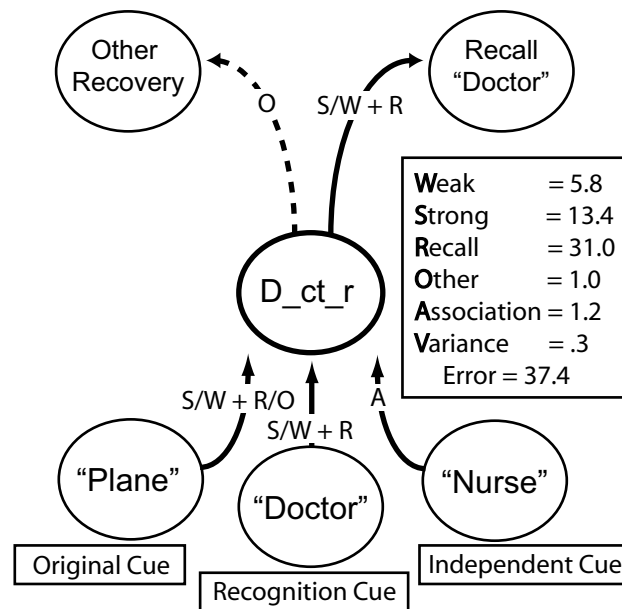 Other
Recovery
Recall
"Doctor"
O
S/W + R
Weak = 5.8
Strong = 13.4
Recall = 31.0
Other = 1.0
Association = 1.2
Variance = .3
Error = 37.4
D_ct_r
S/W + R/O
S/W + R
A
“Plane”
“Doctor”
“Nurse”
Original Cue
Recognition Cue
Independent Cue